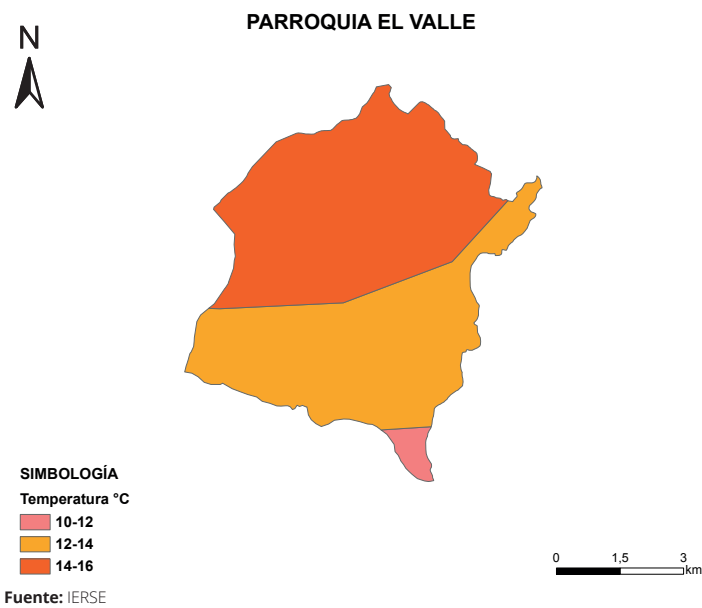 PARROQUIA EL VALLE
N
SIMBOLOGÍA
Temperatura °C
10-12
12-14
14-16
0 1,5 3
km
Fuente: IERSE